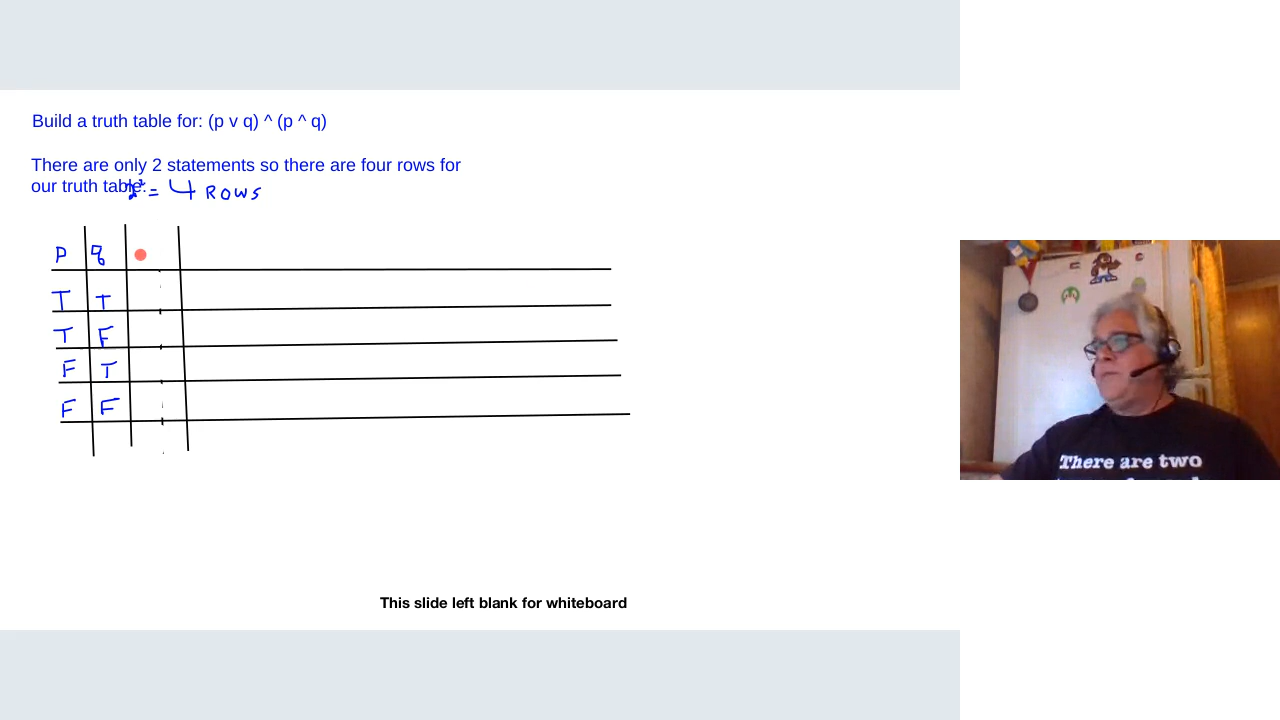 Build a truth table for: (p v q) ^ (p ^ q)
There are only 2 statements so there are four rows for
our truth table.
2² = 4 ROWS
P q
T T
T F
F T
F F
There are two
This slide left blank for whiteboard